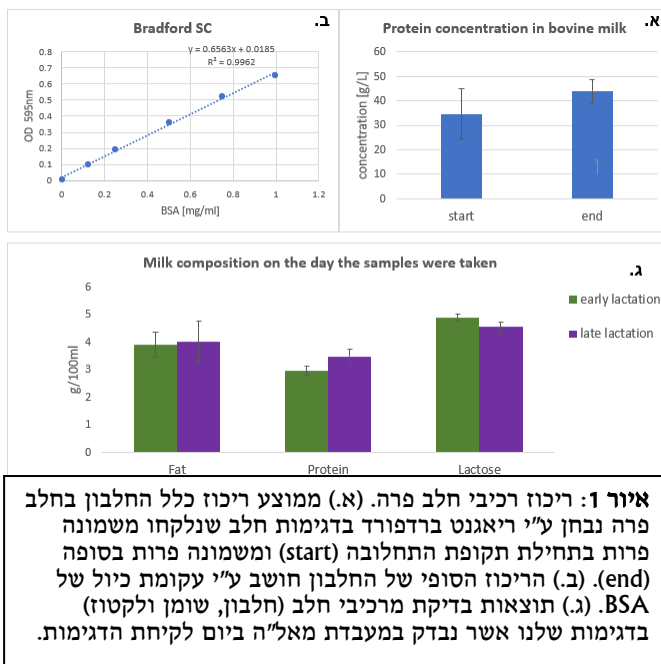 א.
Protein concentration in bovine milk
60
50
40
30
20
10
0
concentration [g/L]
start end
ב.
Bradford SC
y = 0.6563x + 0.0185
R² = 0.9962
0.8
0.7
0.6
0.5
0.4
0.3
0.2
0.1
0
OD 595nm
0 0.2 0.4 0.6 0.8 1 1.2
BSA [mg/ml]
ג.
Milk composition on the day the samples were taken
6
5
4
3
2
1
0
g/100ml
Fat Protein Lactose
early lactation
late lactation
איור 1: ריכוז רכיבי חלב פרה. (א.) ממוצע ריכוז כלל החלבון בחלב
פרה נבחן ע"י ריאגנט ברדפורד בדגימות חלב שנלקחו משמונה
פרות בתחילת תקופת התחלובה (start) ומשמונה פרות בסופה
(end). (ב.) הריכוז הסופי של החלבון חושב ע"י עקומת כיול של
BSA. (ג.) תוצאות בדיקת מרכיבי חלב (חלבון, שומן ולקטוז)
בדגימות שלנו אשר נבדק במעבדת מאל"ה ביום לקיחת הדגימות.